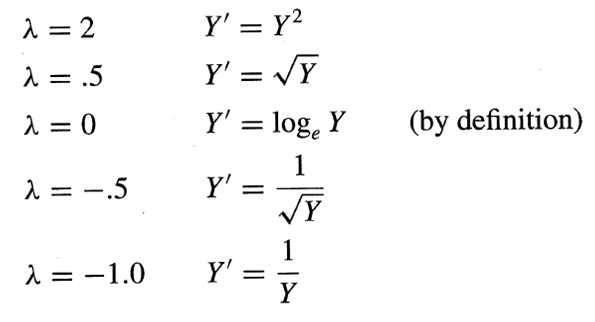 λ = 2 Y′ = Y²
λ = .5 Y′ = √Y
λ = 0 Y′ = logₑ Y (by definition)
λ = −.5 Y′ = 1/√Y
λ = −1.0 Y′ = 1/Y